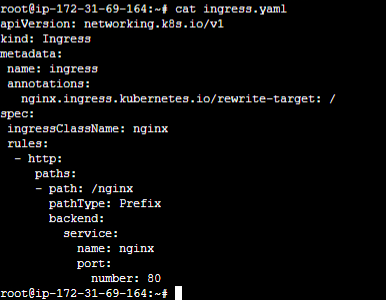 root@ip-172-31-69-164:~# cat ingress.yaml
apiVersion: networking.k8s.io/v1
kind: Ingress
metadata:
 name: ingress
 annotations:
   nginx.ingress.kubernetes.io/rewrite-target: /
spec:
 ingressClassName: nginx
 rules:
  - http:
     paths:
     - path: /nginx
       pathType: Prefix
       backend:
         service:
           name: nginx
           port:
             number: 80
root@ip-172-31-69-164:~#